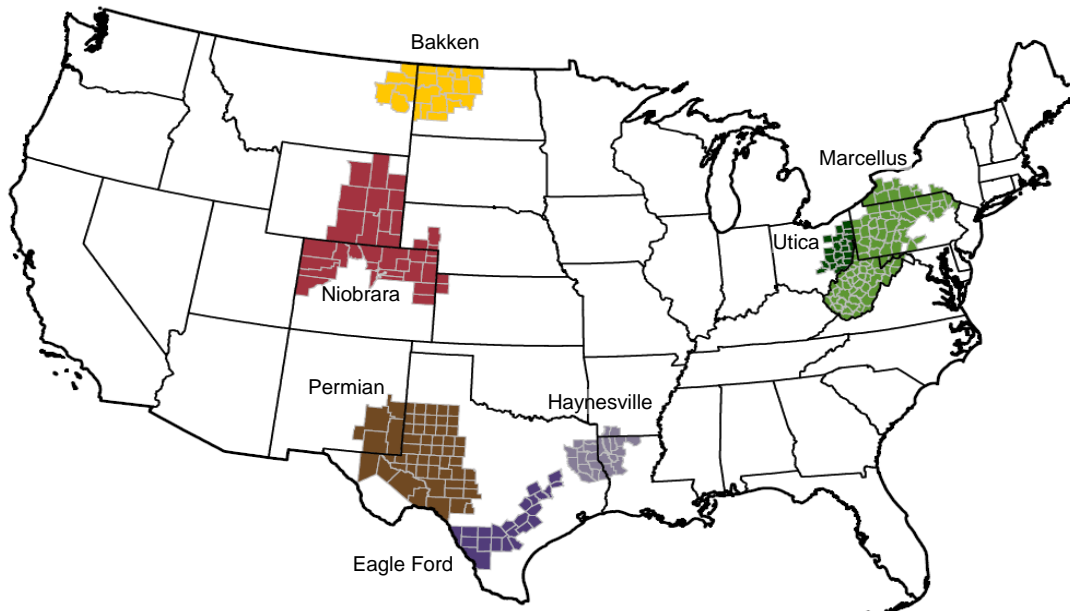 Bakken
Marcellus
Utica
Niobrara
Permian
Haynesville
Eagle Ford